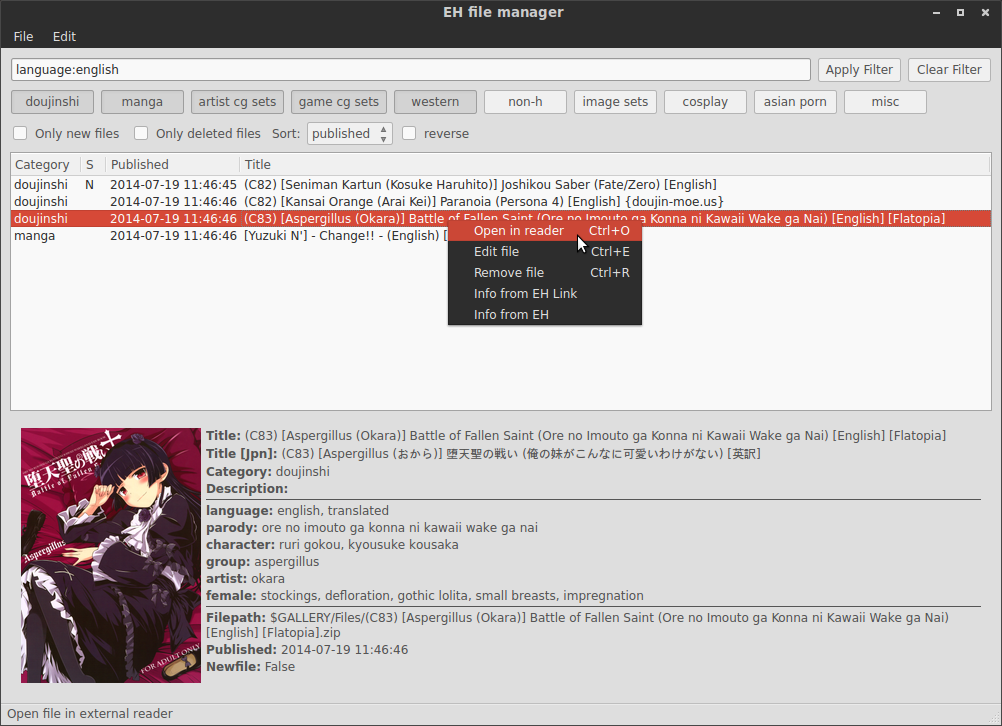 EH file manager
File Edit
language:english Apply Filter Clear Filter
doujinshi manga artist cg sets game cg sets western non-h image sets cosplay asian porn misc
Only new files Only deleted files Sort: published reverse
Category S Published Title
doujinshi N 2014-07-19 11:46:45 (C82) [Seniman Kartun (Kosuke Haruhito)] Joshikou Saber (Fate/Zero) [English]
doujinshi 2014-07-19 11:46:46 (C82) [Kansai Orange (Arai Kei)] Paranoia (Persona 4) [English] {doujin-moe.us}
doujinshi 2014-07-19 11:46:46 (C83) [Aspergillus (Okara)] Battle of Fallen Saint (Ore no Imouto ga Konna ni Kawaii Wake ga Nai) [English] [Flatopia]
manga 2014-07-19 11:46:46 [Yuzuki N'] - Change!! - (English) [
Open in reader Ctrl+O
Edit file Ctrl+E
Remove file Ctrl+R
Info from EH Link
Info from EH
堕天聖の戦い
Battle of Fallen
Aspergillus
FOR ADULT ONLY
Title: (C83) [Aspergillus (Okara)] Battle of Fallen Saint (Ore no Imouto ga Konna ni Kawaii Wake ga Nai) [English] [Flatopia]
Title [Jpn]: (C83) [Aspergillus (おから)] 堕天聖の戦い (俺の妹がこんなに可愛いわけがない) [英訳]
Category: doujinshi
Description:
language: english, translated
parody: ore no imouto ga konna ni kawaii wake ga nai
character: ruri gokou, kyousuke kousaka
group: aspergillus
artist: okara
female: stockings, defloration, gothic lolita, small breasts, impregnation
Filepath: $GALLERY/Files/(C83) [Aspergillus (Okara)] Battle of Fallen Saint (Ore no Imouto ga Konna ni Kawaii Wake ga Nai)
[English] [Flatopia].zip
Published: 2014-07-19 11:46:46
Newfile: False
Open file in external reader